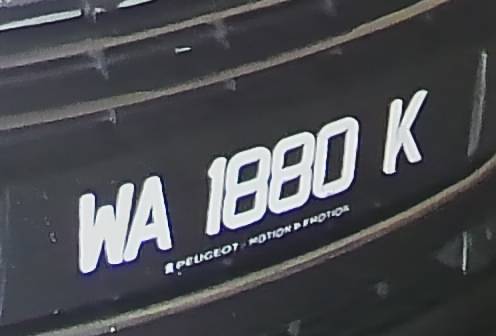 WA 1880 K
PEUGEOT - MOTION & EMOTION